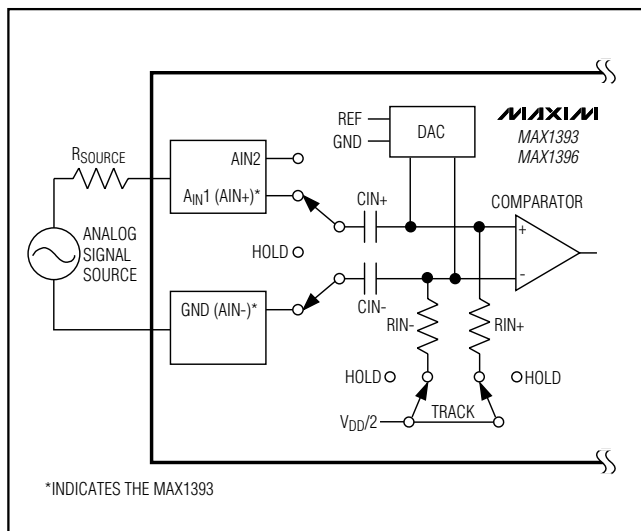 MAXIM
REF
GND
DAC
MAX1393
MAX1396
RSOURCE
AIN2
AIN1 (AIN+)*
CIN+
COMPARATOR
+
-
ANALOG
SIGNAL
SOURCE
HOLD
GND (AIN-)*
CIN-
RIN-
RIN+
HOLD
HOLD
VDD/2
TRACK
*INDICATES THE MAX1393